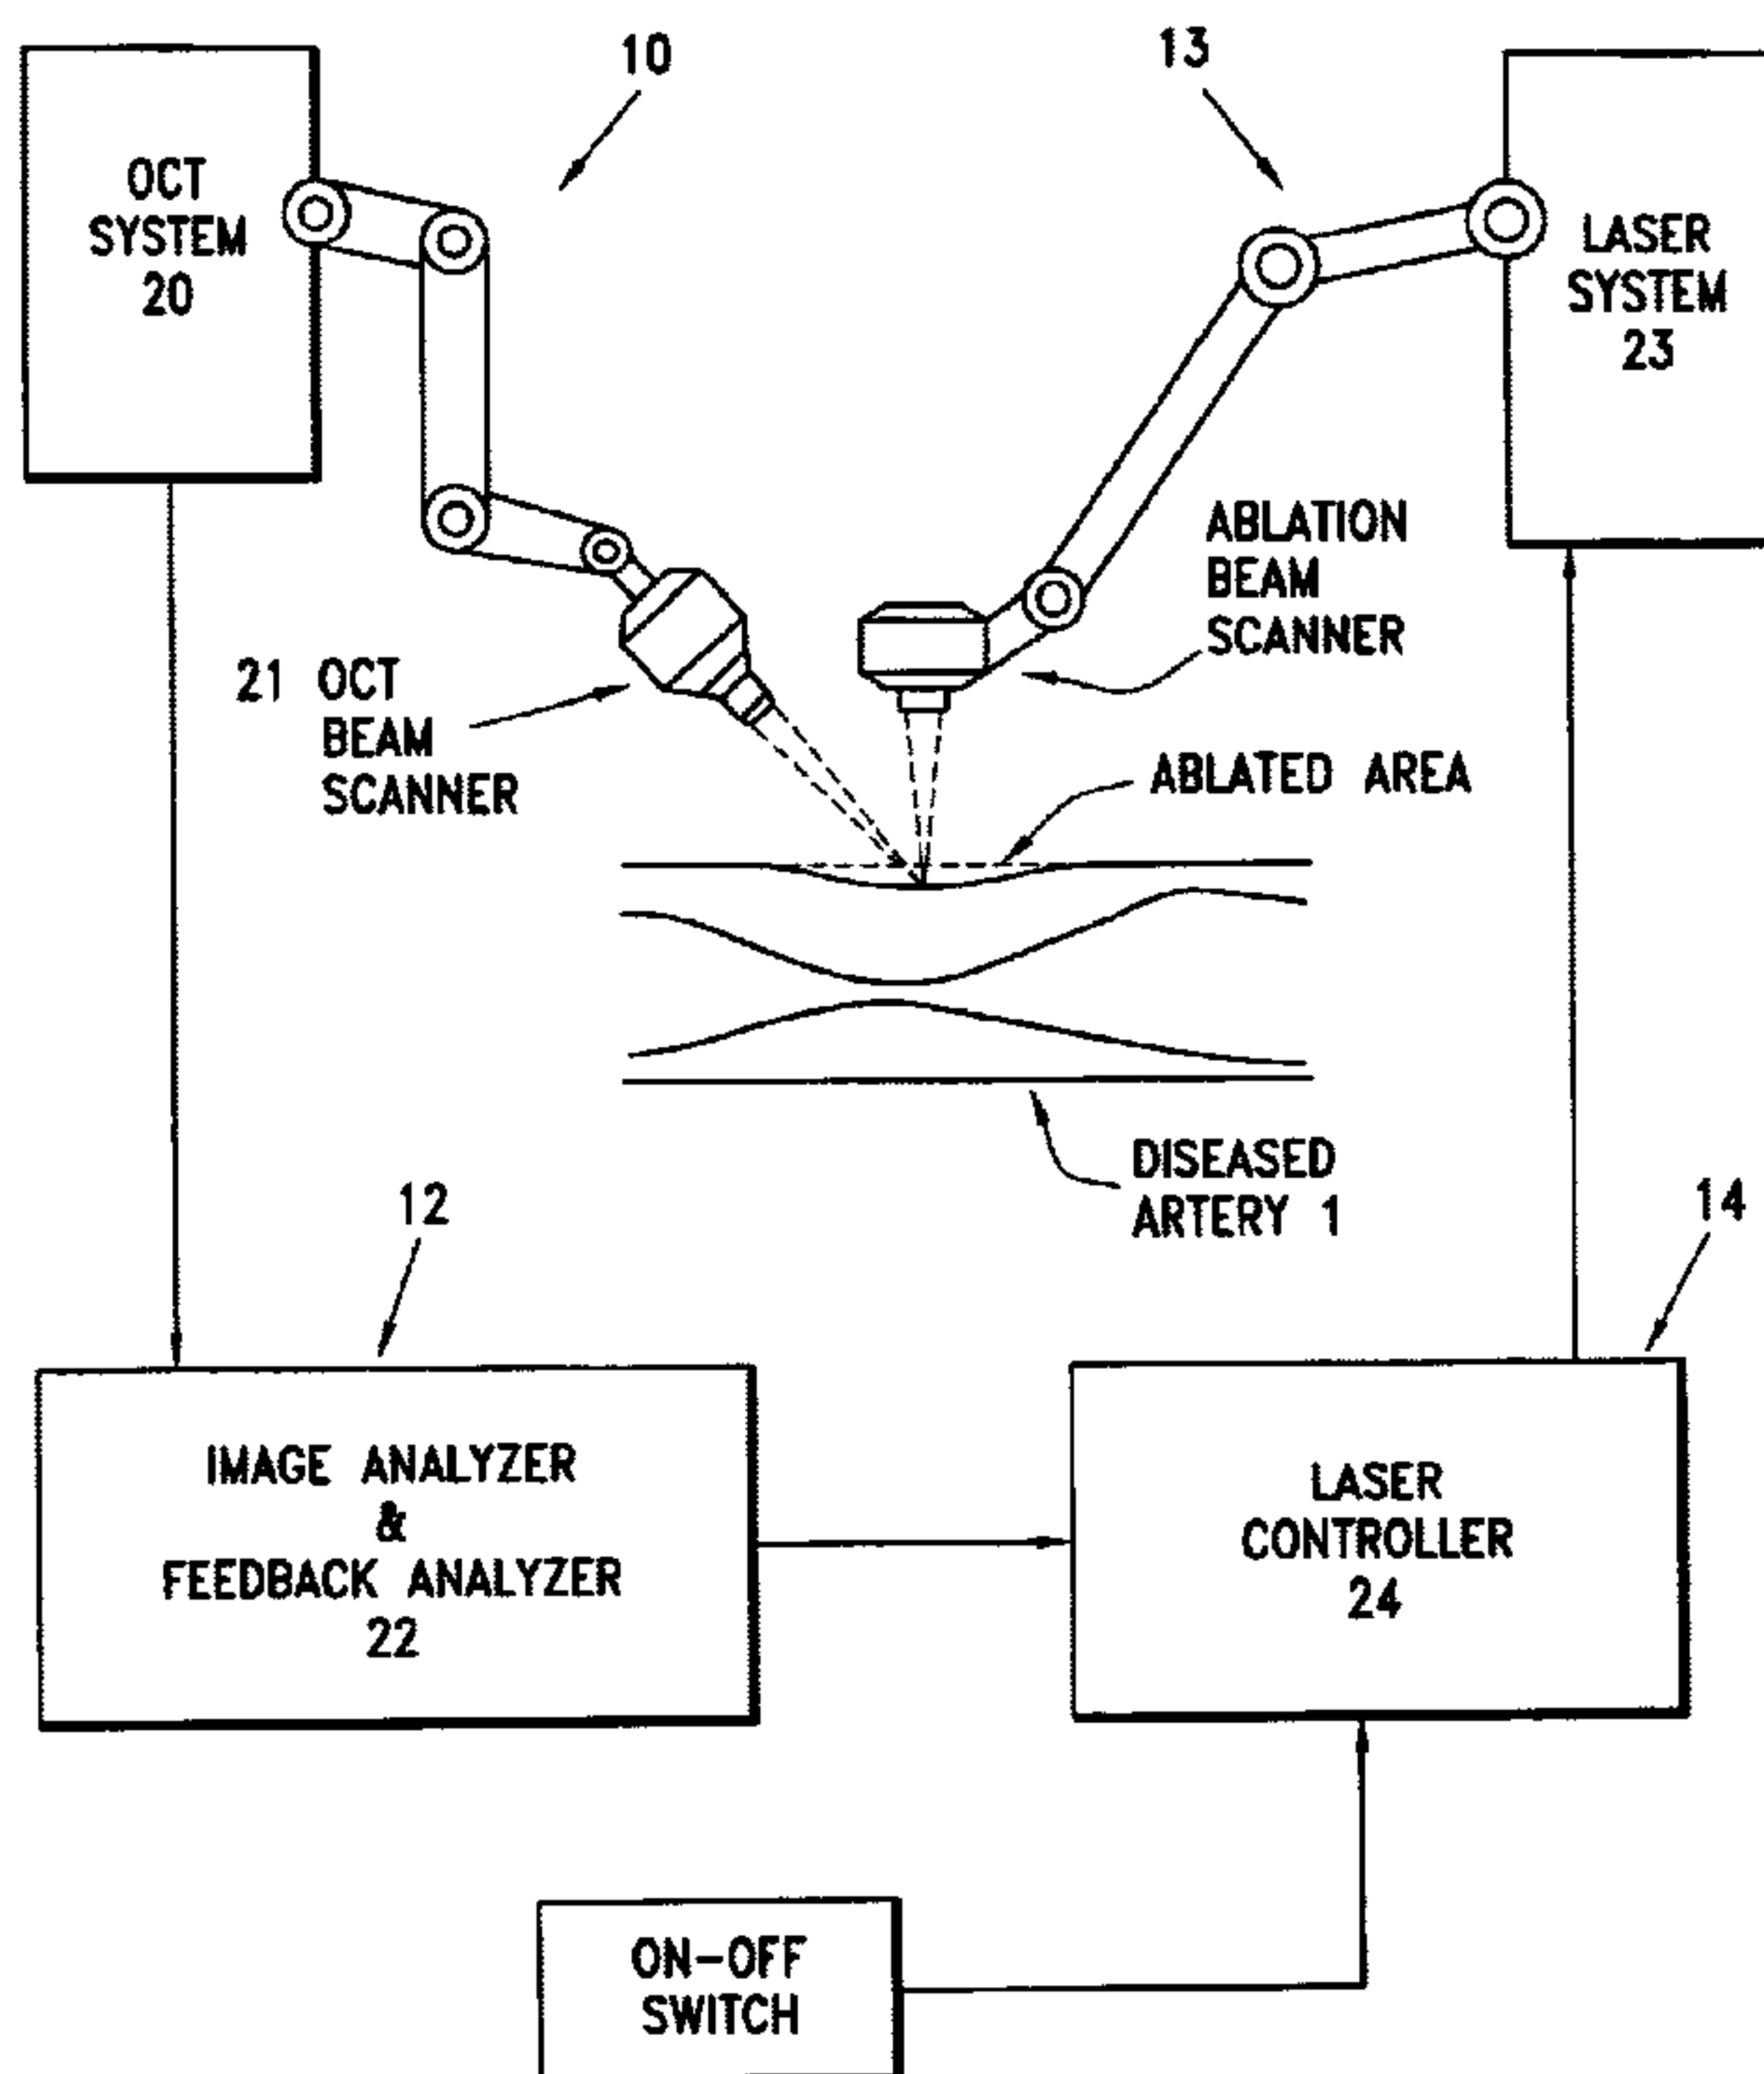 10
13
OCT
SYSTEM
20
LASER
SYSTEM
23
ABLATION
BEAM
SCANNER
21 OCT
BEAM
SCANNER
ABLATED AREA
DISEASED
ARTERY 1
12
14
IMAGE ANALYZER
&
FEEDBACK ANALYZER
22
LASER
CONTROLLER
24
ON-OFF
SWITCH